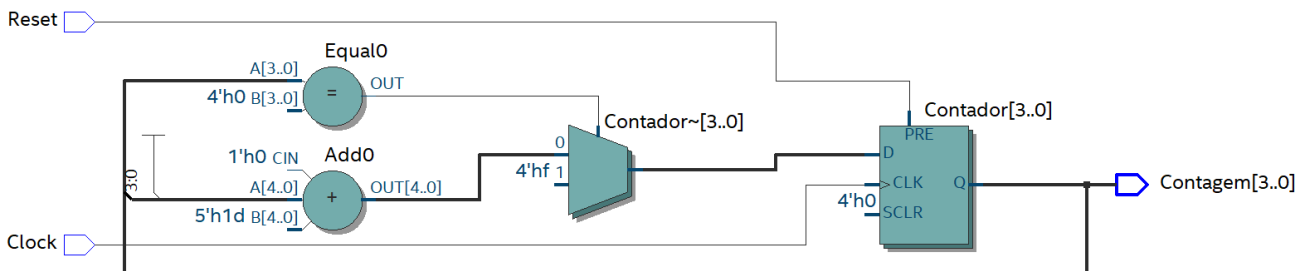 Reset
Equal0
A[3..0]
OUT
=
4'h0 B[3..0]
Contador~[3..0]
Contador[3..0]
PRE
0
D
1'h0 CIN
Add0
4'hf 1
3:0
A[4..0]
OUT[4..0]
+
CLK
Q
Contagem[3..0]
4'h0
SCLR
5'h1d B[4..0]
Clock